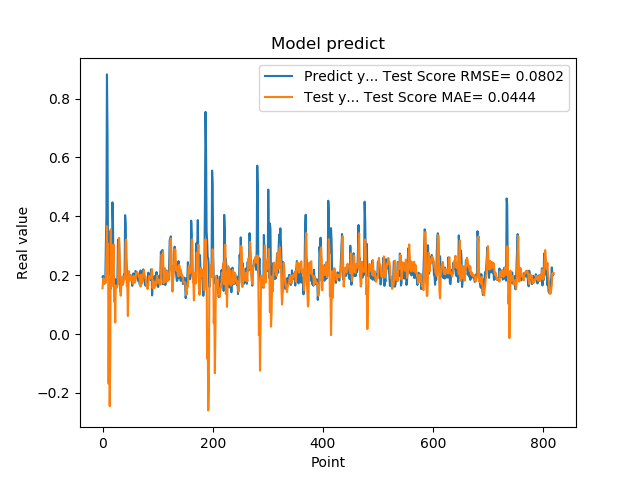 Model predict
Predict y... Test Score RMSE= 0.0802
Test y... Test Score MAE= 0.0444
Real value
0.8
0.6
0.4
0.2
0.0
−0.2
0 200 400 600 800
Point